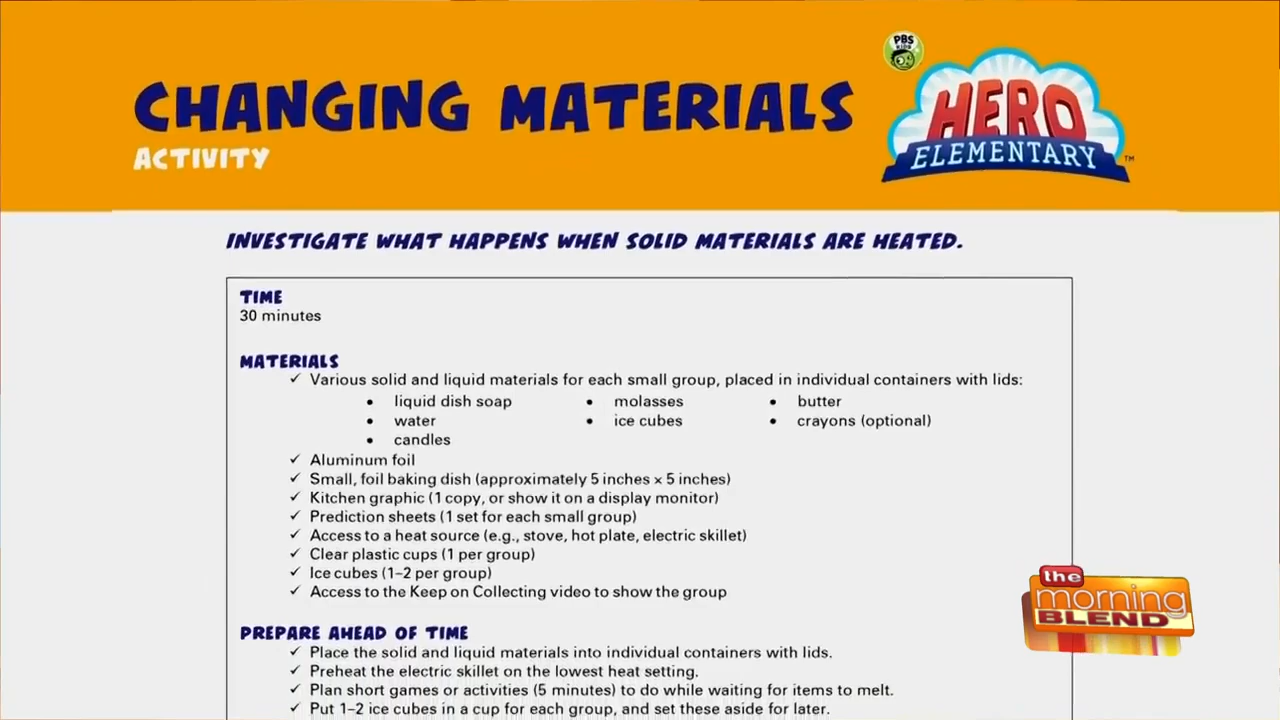 PBS
KIDS
CHANGING MATERIALS
ACTIVITY
HERO
ELEMENTARY™
INVESTIGATE WHAT HAPPENS WHEN SOLID MATERIALS ARE HEATED.
TIME
30 minutes
MATERIALS
✓ Various solid and liquid materials for each small group, placed in individual containers with lids:
• liquid dish soap • molasses • butter
• water • ice cubes • crayons (optional)
• candles
✓ Aluminum foil
✓ Small, foil baking dish (approximately 5 inches × 5 inches)
✓ Kitchen graphic (1 copy, or show it on a display monitor)
✓ Prediction sheets (1 set for each small group)
✓ Access to a heat source (e.g., stove, hot plate, electric skillet)
✓ Clear plastic cups (1 per group)
✓ Ice cubes (1–2 per group)
✓ Access to the Keep on Collecting video to show the group
PREPARE AHEAD OF TIME
✓ Place the solid and liquid materials into individual containers with lids.
✓ Preheat the electric skillet on the lowest heat setting.
✓ Plan short games or activities (5 minutes) to do while waiting for items to melt.
✓ Put 1–2 ice cubes in a cup for each group, and set these aside for later.
the
morning
BLEND